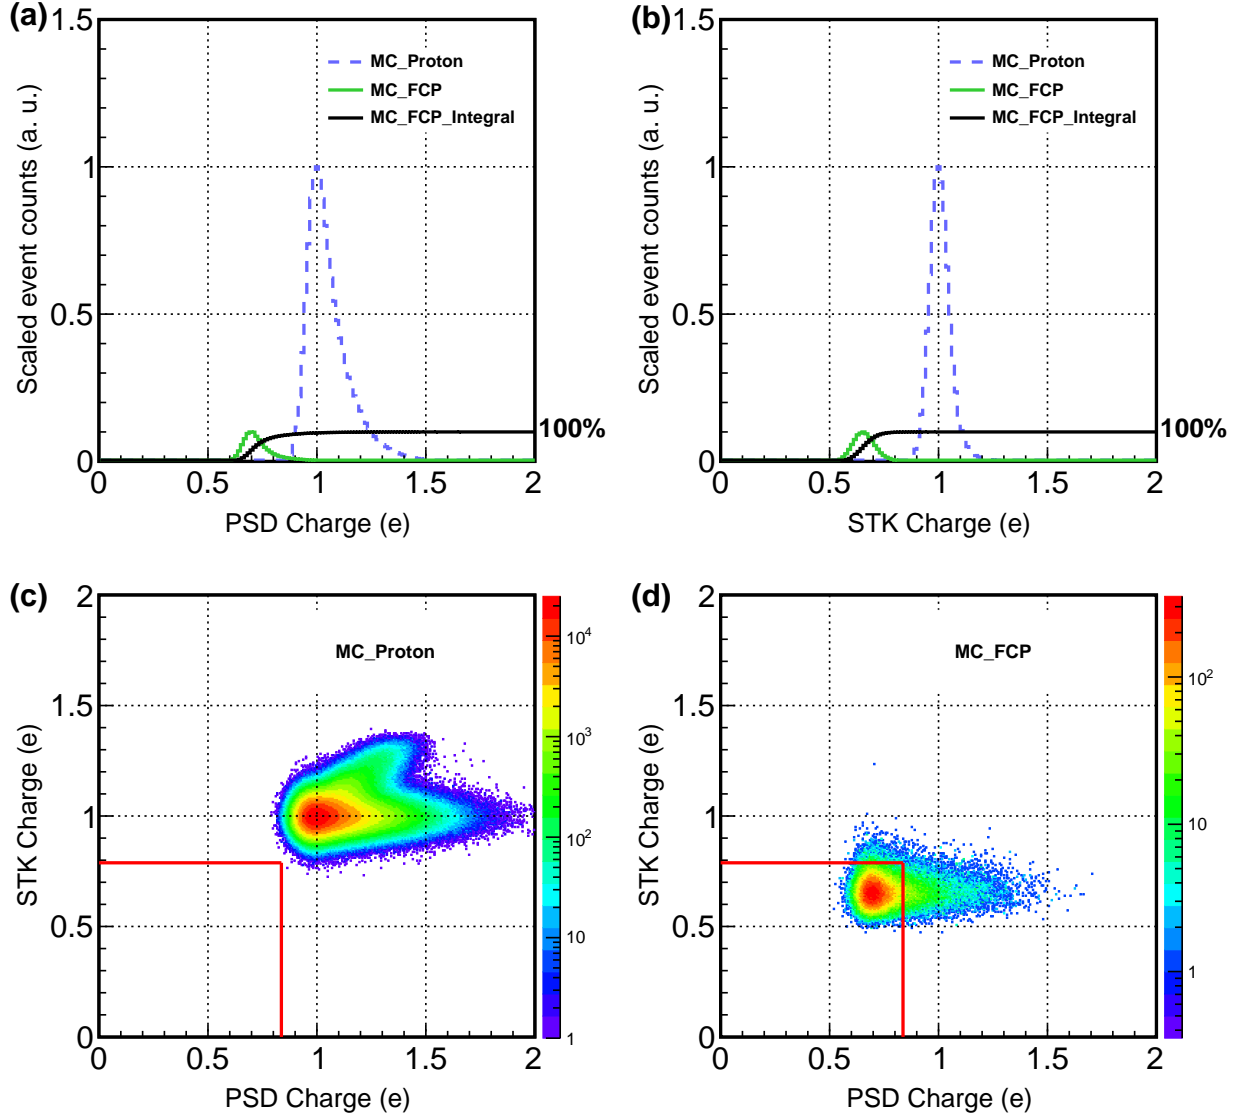 (a)
1.5
1
0.5
0
Scaled event counts (a. u.)
MC_Proton
MC_FCP
MC_FCP_Integral
100%
0 0.5 1 1.5 2
PSD Charge (e)
(b)
1.5
1
0.5
0
Scaled event counts (a. u.)
MC_Proton
MC_FCP
MC_FCP_Integral
100%
0 0.5 1 1.5 2
STK Charge (e)
(c)
2
1.5
1
0.5
0
STK Charge (e)
MC_Proton
10^4
10^3
10^2
10
1
0 0.5 1 1.5 2
PSD Charge (e)
(d)
2
1.5
1
0.5
0
STK Charge (e)
MC_FCP
10^2
10
1
0 0.5 1 1.5 2
PSD Charge (e)